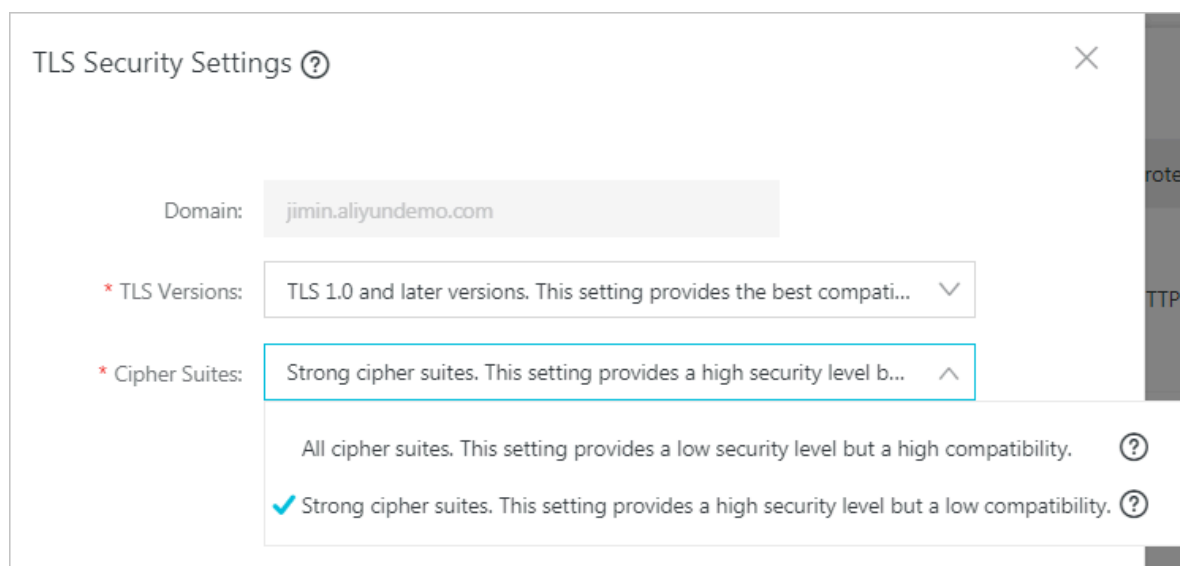 TLS Security Settings
Domain:
jimin.aliyundemo.com
* TLS Versions:
TLS 1.0 and later versions. This setting provides the best compati...
* Cipher Suites:
Strong cipher suites. This setting provides a high security level b...
All cipher suites. This setting provides a low security level but a high compatibility.
Strong cipher suites. This setting provides a high security level but a low compatibility.
rote
TTP